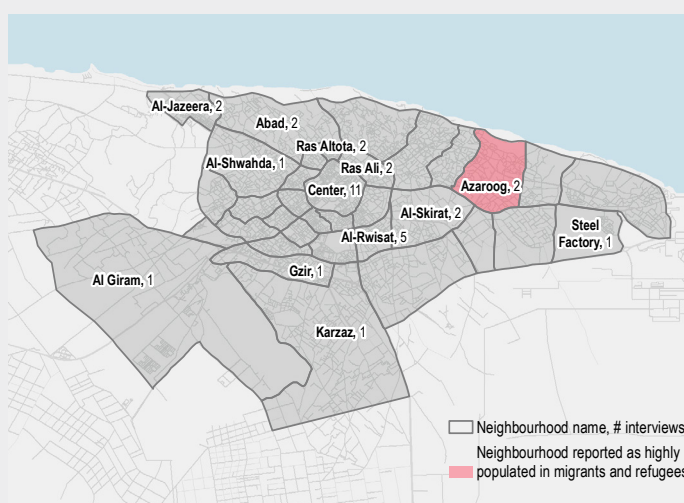 Al-Jazeera, 2
Abad, 2
Ras Altota, 2
Al-Shwahda, 1
Ras Ali, 2
Center, 11
Azaroog, 2
Al-Skirat, 2
Al-Rwisat, 5
Steel
Factory, 1
Gzir, 1
Al Giram, 1
Karzaz, 1
Neighbourhood name, # interviews
Neighbourhood reported as highly
populated in migrants and refugees